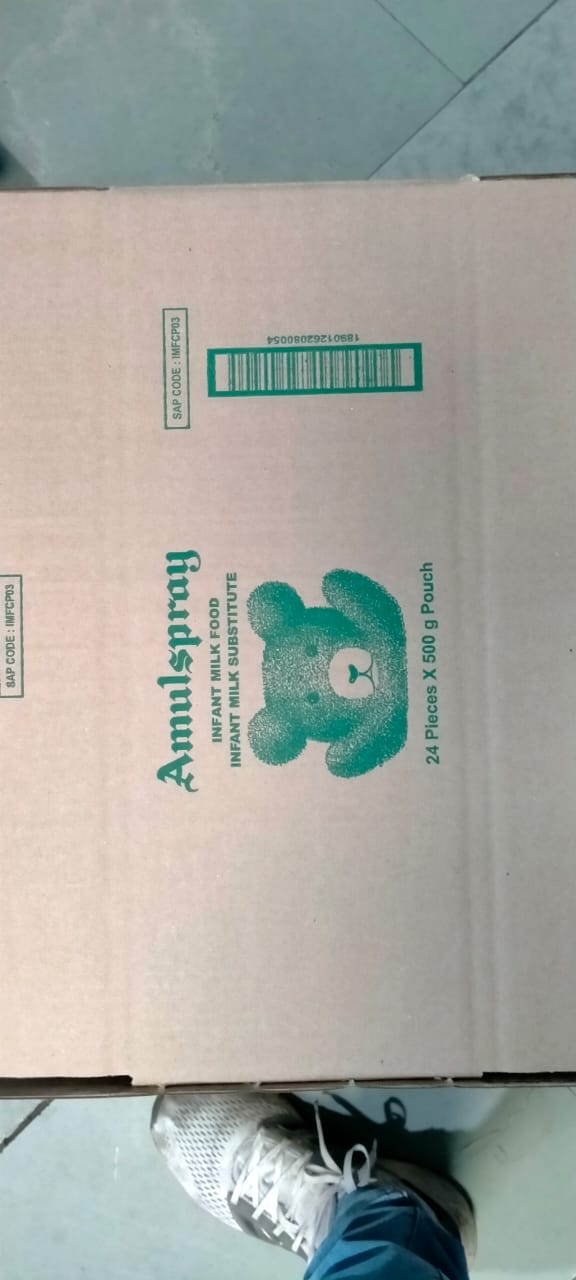 SAP CODE : IMFCP03
Amulspray
INFANT MILK FOOD
INFANT MILK SUBSTITUTE
24 Pieces X 500 g Pouch
SAP CODE : IMFCP03
18901262080054